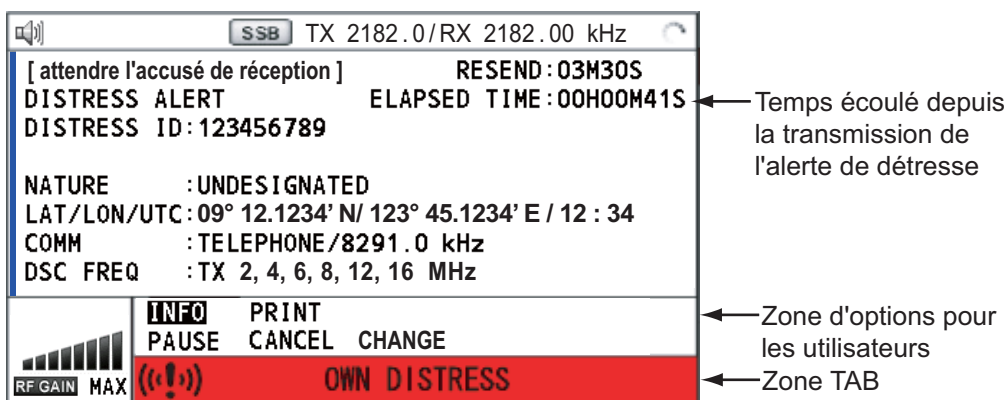 SSB TX 2182.0/RX 2182.00 kHz
[ attendre l'accusé de réception ] RESEND:03M30S
DISTRESS ALERT ELAPSED TIME:00H00M41S
DISTRESS ID:123456789
NATURE :UNDESIGNATED
LAT/LON/UTC:09° 12.1234’ N/ 123° 45.1234’ E / 12 : 34
COMM :TELEPHONE/8291.0 kHz
DSC FREQ :TX 2, 4, 6, 8, 12, 16 MHz
INFO PRINT
PAUSE CANCEL CHANGE
RF GAIN MAX
OWN DISTRESS
Temps écoulé depuis
la transmission de
l'alerte de détresse
Zone d'options pour
les utilisateurs
Zone TAB